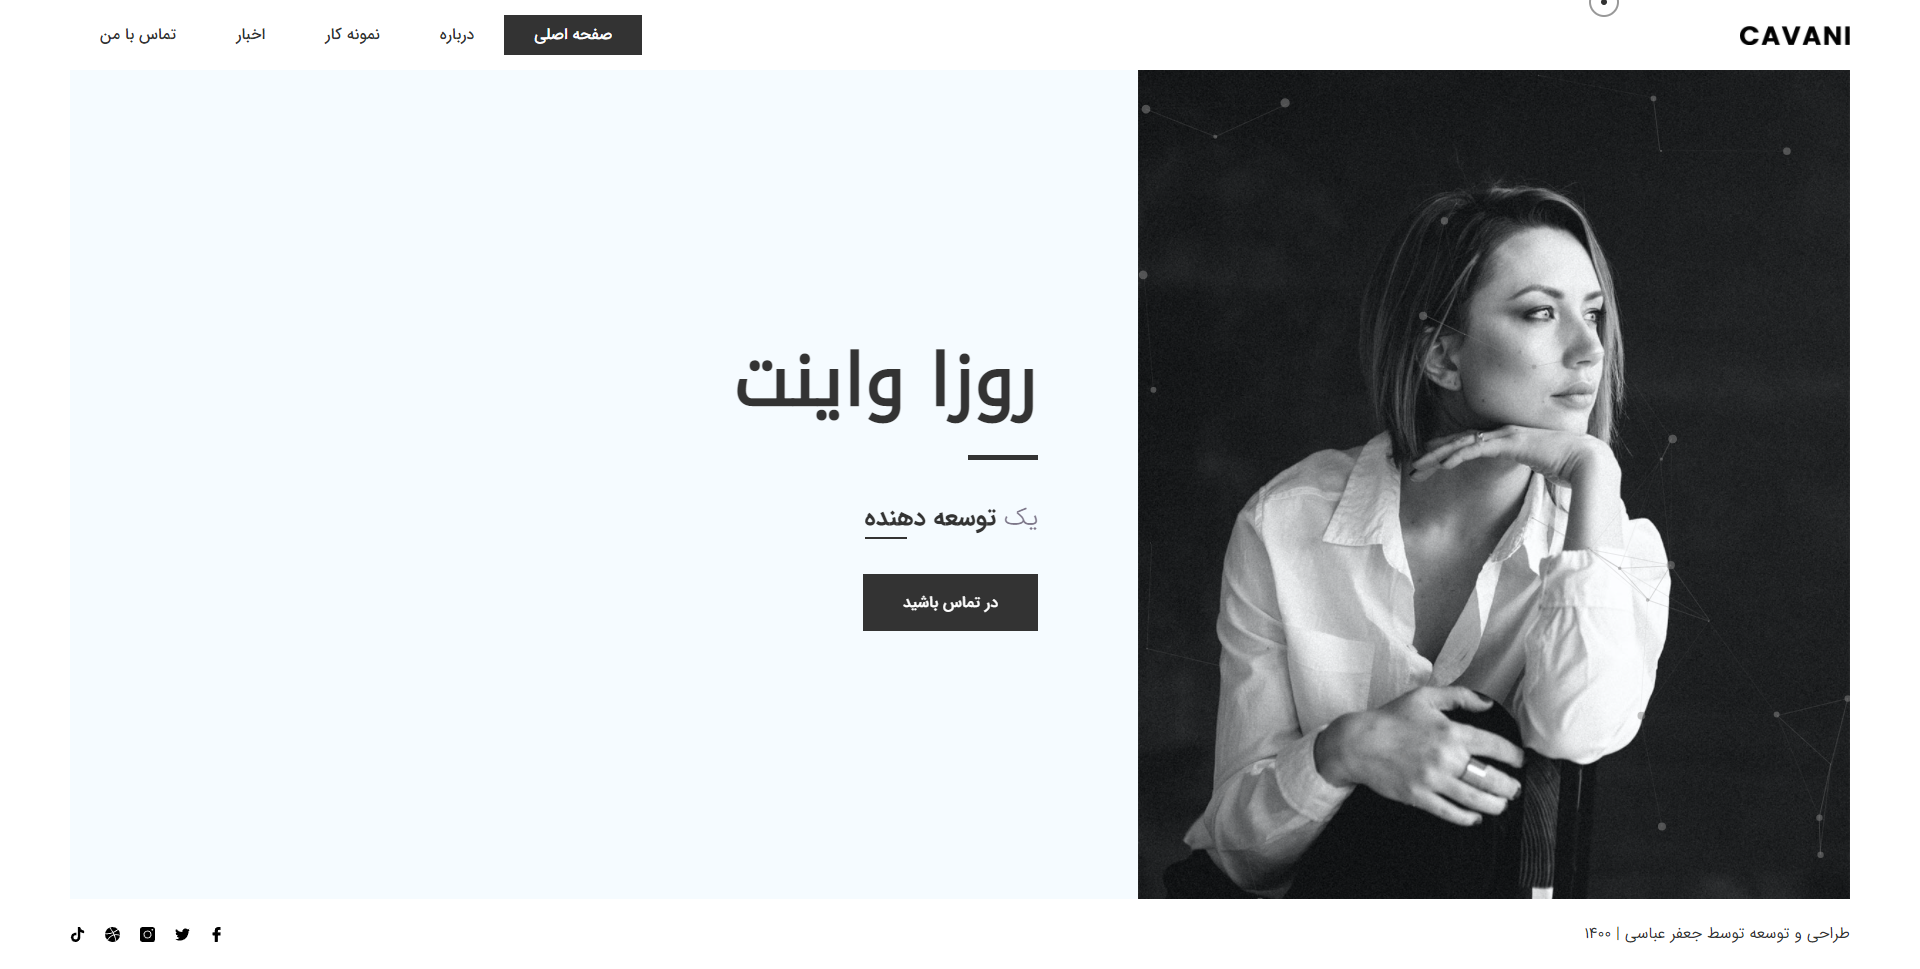 CAVANI
صفحه اصلی
درباره
نمونه کار
اخبار
تماس با من
روزا واینت
یک توسعه دهنده
در تماس باشید
طراحی و توسعه توسط جعفر عباسی | ۱۴۰۰